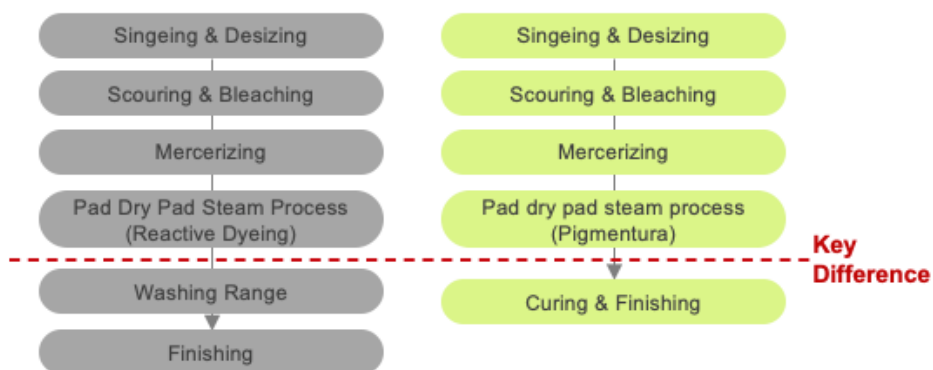 Singeing & Desizing
Scouring & Bleaching
Mercerizing
Pad Dry Pad Steam Process
(Reactive Dyeing)
Washing Range
Finishing
Singeing & Desizing
Scouring & Bleaching
Mercerizing
Pad dry pad steam process
(Pigmentura)
Curing & Finishing
Key
Difference